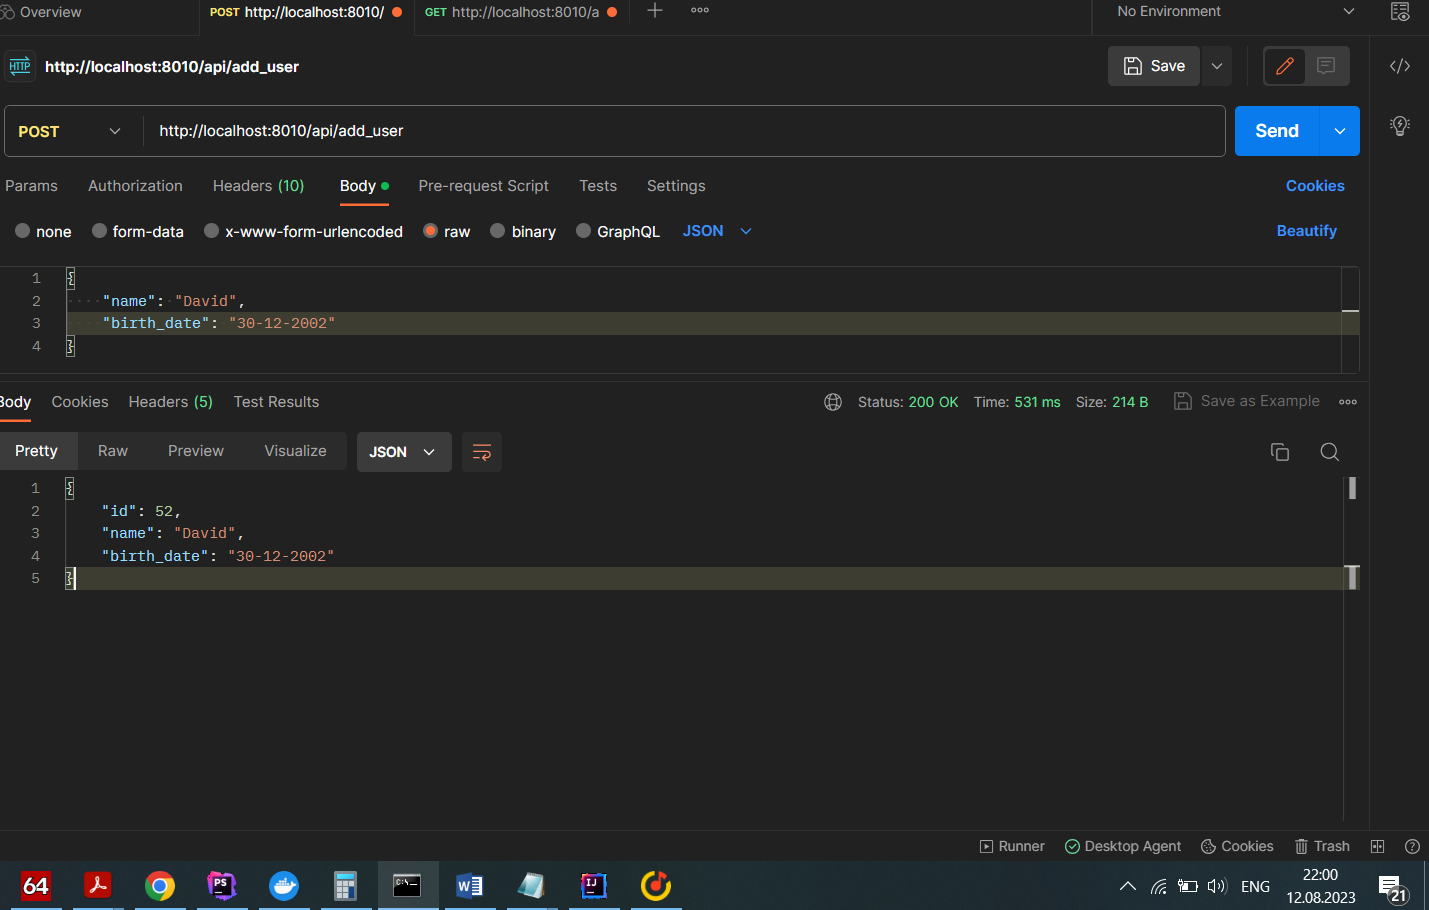 Overview
POST http://localhost:8010/
GET http://localhost:8010/a
No Environment
HTTP http://localhost:8010/api/add_user
Save
POST http://localhost:8010/api/add_user
Send
Params Authorization Headers (10) Body Pre-request Script Tests Settings Cookies
none form-data x-www-form-urlencoded raw binary GraphQL JSON Beautify
1 {
2 "name": "David",
3 "birth_date": "30-12-2002"
4 }
Body Cookies Headers (5) Test Results Status: 200 OK Time: 531 ms Size: 214 B Save as Example
Pretty Raw Preview Visualize JSON
1 {
2 "id": 52,
3 "name": "David",
4 "birth_date": "30-12-2002"
5 }
Runner Desktop Agent Cookies Trash
64 PS C:\_ W IJ ENG 22:00
12.08.2023 21